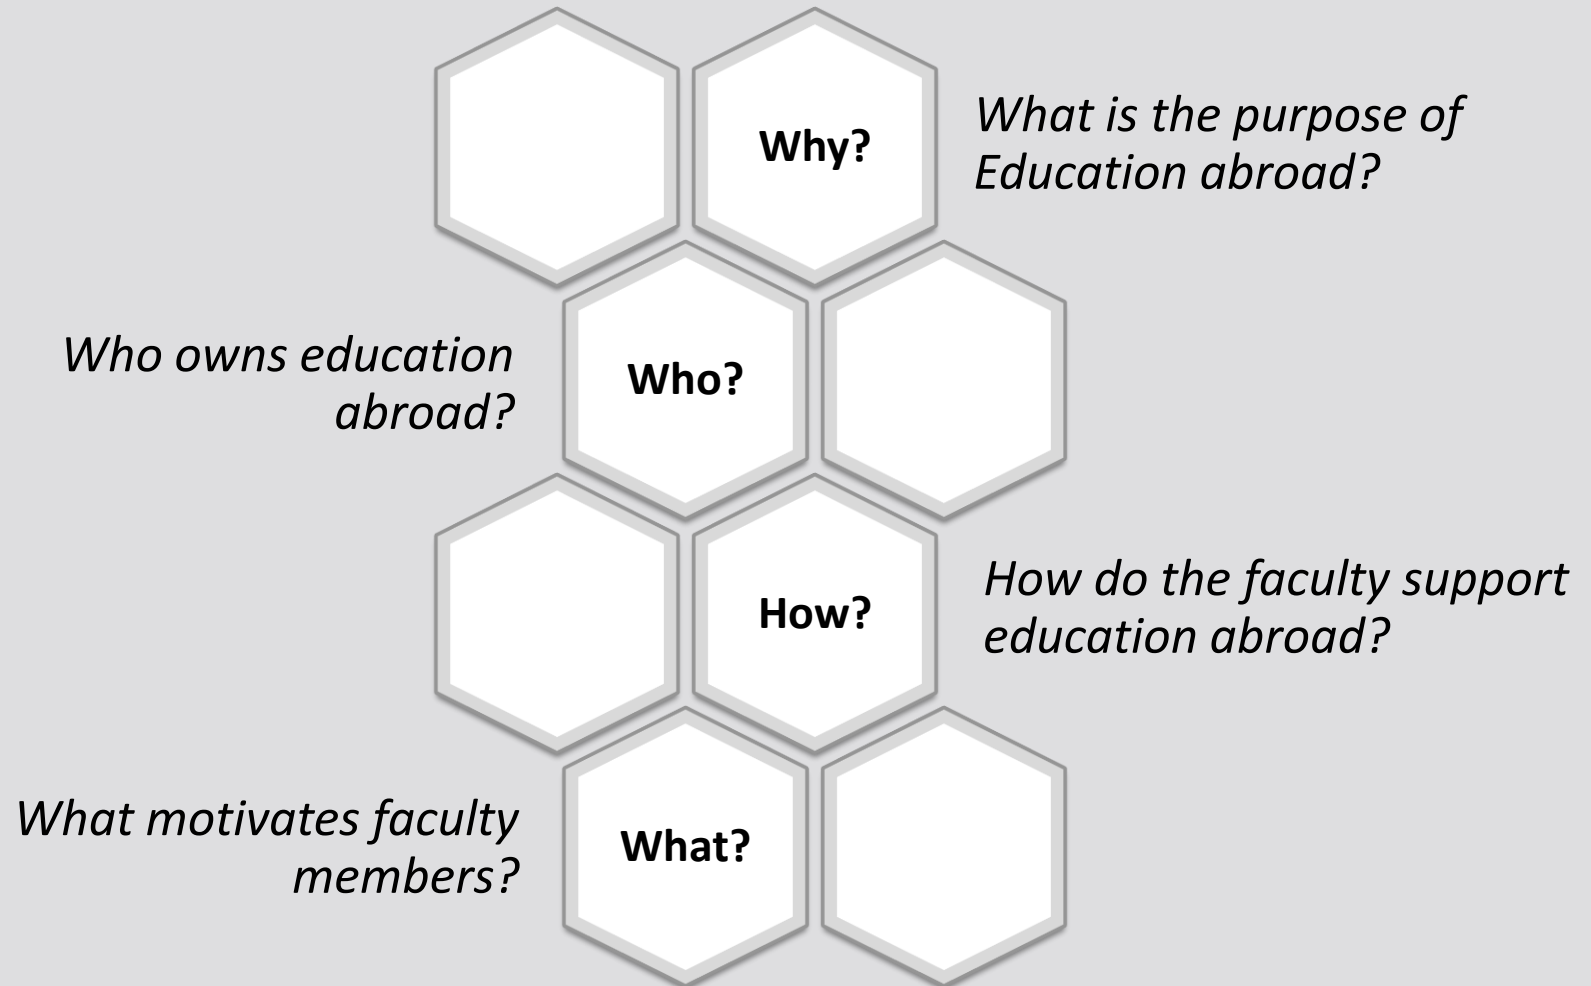 Why?
What is the purpose of
Education abroad?
Who owns education
abroad?
Who?
How?
How do the faculty support
education abroad?
What motivates faculty
members?
What?